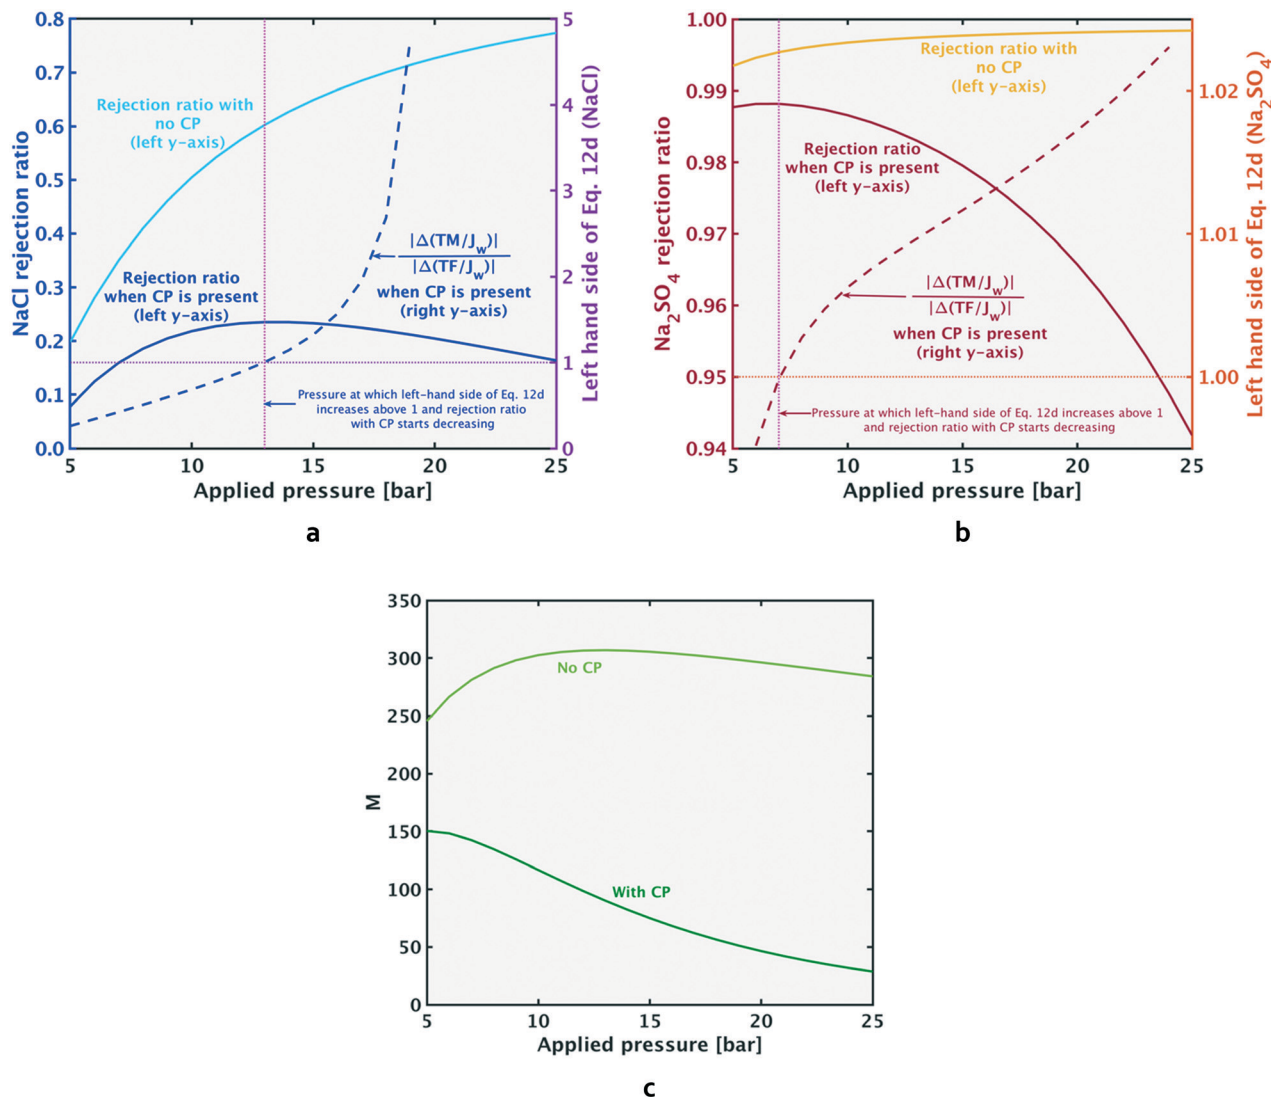 0.8
0.7
0.6
0.5
0.4
0.3
0.2
0.1
0.0
NaCl rejection ratio
5
4
3
2
1
0
Left hand side of Eq. 12d (NaCl)
Rejection ratio with
no CP
(left y-axis)
Rejection ratio
when CP is present
(left y-axis)
|Δ(TM/J_w)|
|Δ(TF/J_w)|
when CP is present
(right y-axis)
Pressure at which left-hand side of Eq. 12d
increases above 1 and rejection ratio
with CP starts decreasing
5 10 15 20 25
Applied pressure [bar]
a
1.00
0.99
0.98
0.97
0.96
0.95
0.94
Na₂SO₄ rejection ratio
1.02
1.01
1.00
Left hand side of Eq. 12d (Na₂SO₄)
Rejection ratio with
no CP
(left y-axis)
Rejection ratio
when CP is present
(left y-axis)
|Δ(TM/J_w)|
|Δ(TF/J_w)|
when CP is present
(right y-axis)
Pressure at which left-hand side of Eq. 12d increases above 1
and rejection ratio with CP starts decreasing
5 10 15 20 25
Applied pressure [bar]
b
350
300
250
200
150
100
50
0
M
No CP
With CP
5 10 15 20 25
Applied pressure [bar]
c